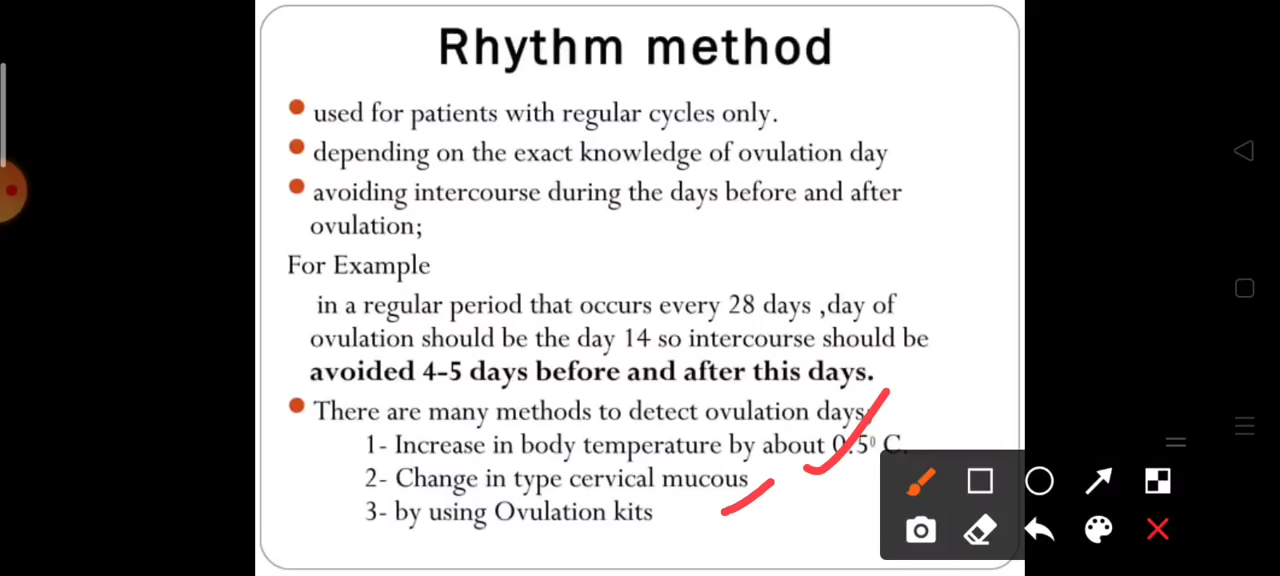 Rhythm method
used for patients with regular cycles only.
depending on the exact knowledge of ovulation day
avoiding intercourse during the days before and after
ovulation;
For Example
in a regular period that occurs every 28 days ,day of
ovulation should be the day 14 so intercourse should be
avoided 4-5 days before and after this days.
There are many methods to detect ovulation days;
1- Increase in body temperature by about 0.5⁰ C.
2- Change in type cervical mucous
3- by using Ovulation kits